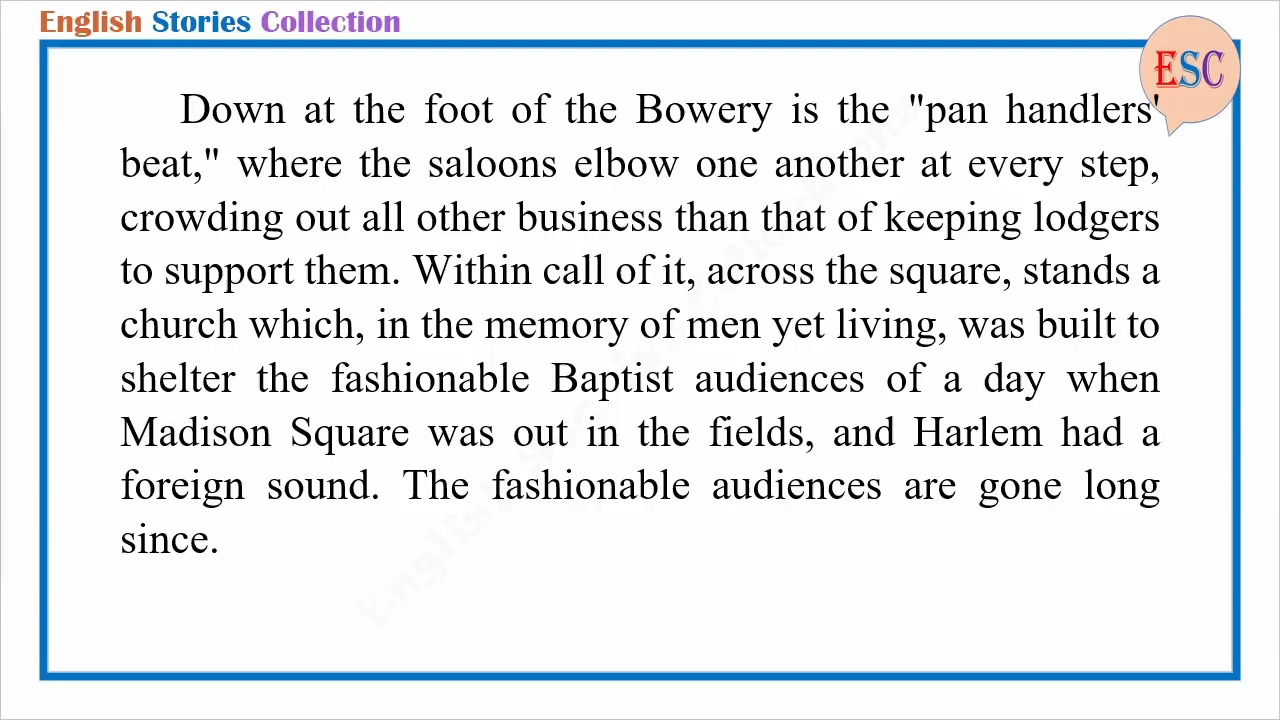 English Stories Collection
ESC
Down at the foot of the Bowery is the "pan handlers'
beat," where the saloons elbow one another at every step,
crowding out all other business than that of keeping lodgers
to support them. Within call of it, across the square, stands a
church which, in the memory of men yet living, was built to
shelter the fashionable Baptist audiences of a day when
Madison Square was out in the fields, and Harlem had a
foreign sound. The fashionable audiences are gone long
since.